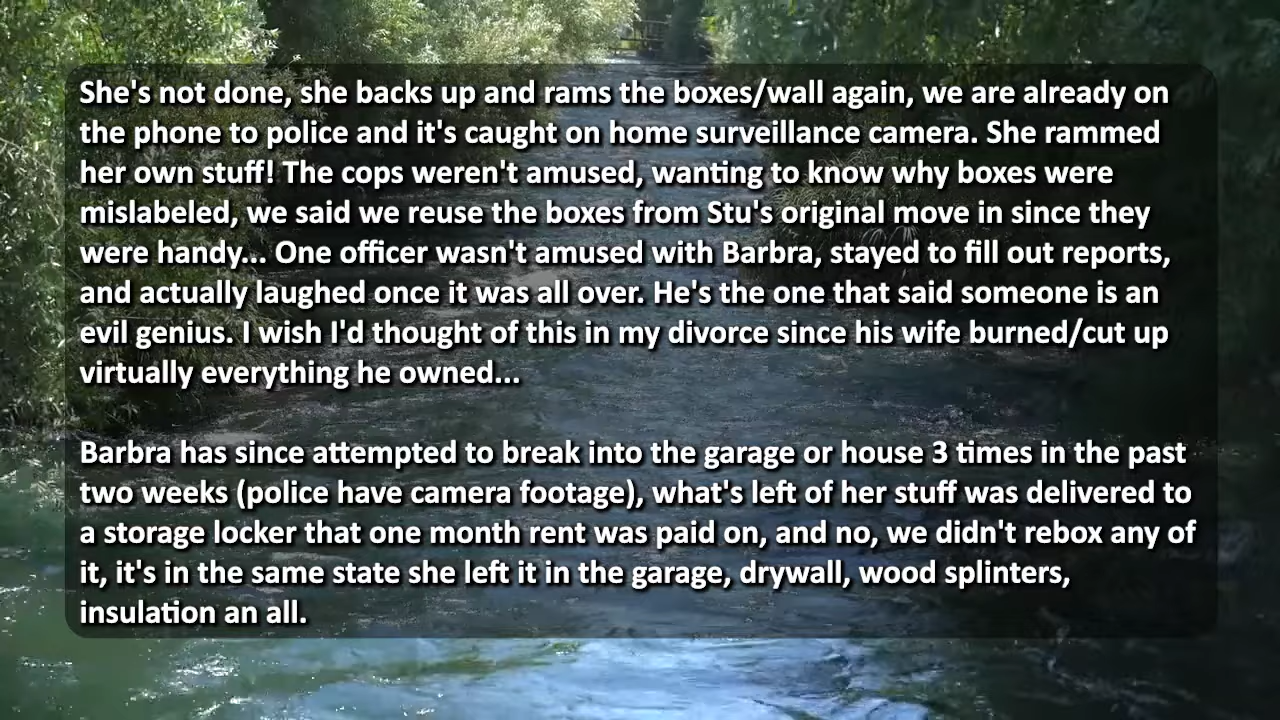 She's not done, she backs up and rams the boxes/wall again, we are already on
the phone to police and it's caught on home surveillance camera. She rammed
her own stuff! The cops weren't amused, wanting to know why boxes were
mislabeled, we said we reuse the boxes from Stu's original move in since they
were handy... One officer wasn't amused with Barbra, stayed to fill out reports,
and actually laughed once it was all over. He's the one that said someone is an
evil genius. I wish I'd thought of this in my divorce since his wife burned/cut up
virtually everything he owned...
Barbra has since attempted to break into the garage or house 3 times in the past
two weeks (police have camera footage), what's left of her stuff was delivered to
a storage locker that one month rent was paid on, and no, we didn't rebox any of
it, it's in the same state she left it in the garage, drywall, wood splinters,
insulation an all.